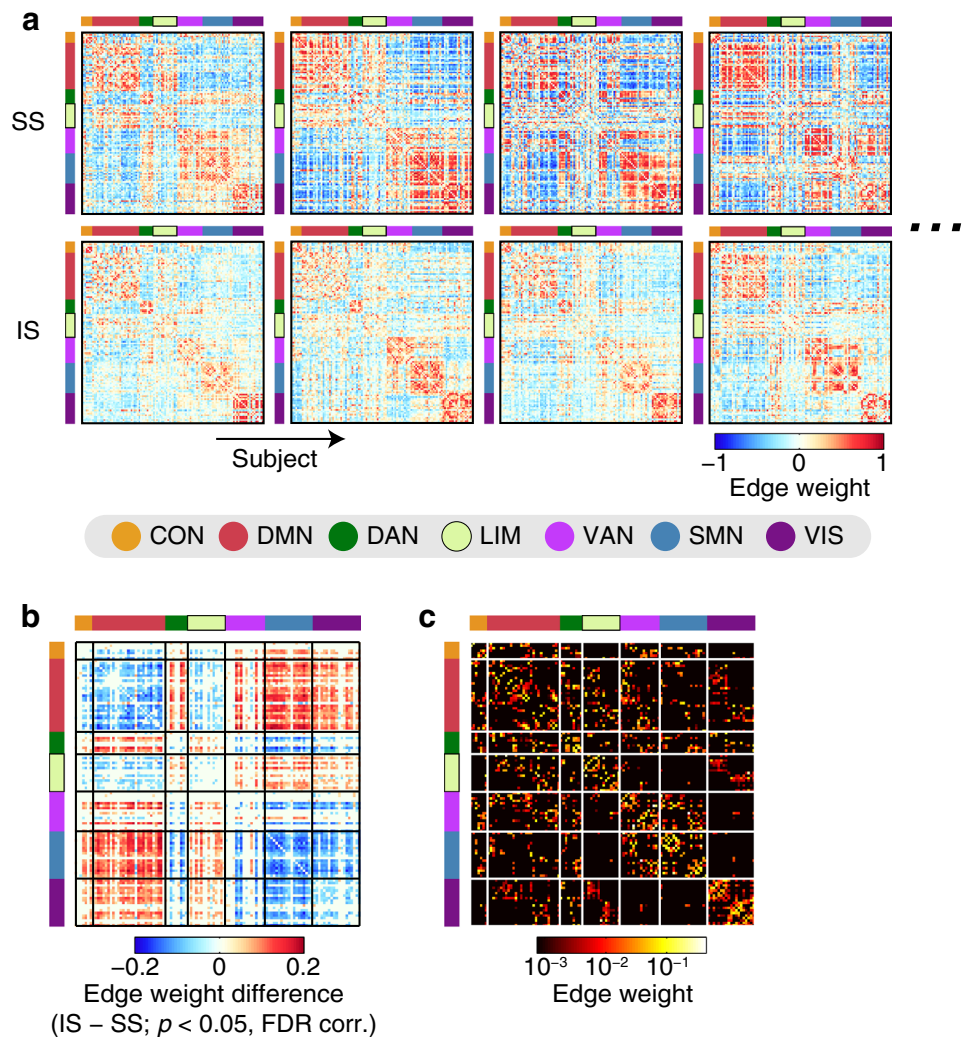 a
SS
IS
...
Subject
−1 0 1
Edge weight
CON DMN DAN LIM VAN SMN VIS
b
−0.2 0 0.2
Edge weight difference
(IS − SS; p < 0.05, FDR corr.)
c
10⁻³ 10⁻² 10⁻¹
Edge weight